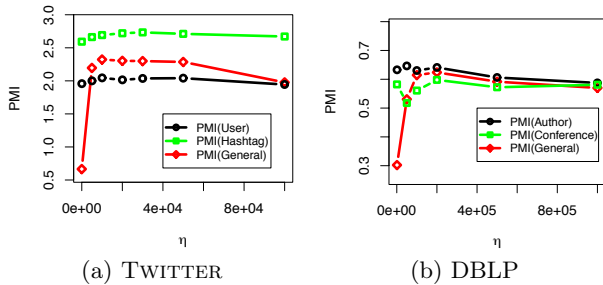 3.0
2.5
2.0
1.5
1.0
0.5
PMI
PMI(User)
PMI(Hashtag)
PMI(General)
0e+00 4e+04 8e+04
η
(a) TWITTER
0.7
0.5
0.3
PMI
PMI(Author)
PMI(Conference)
PMI(General)
0e+00 4e+05 8e+05
η
(b) DBLP